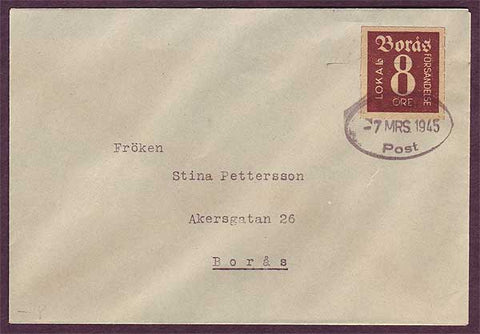 Borås
LOKAL
8
FÖRSÄNDELSE
ÖRE
-7 MRS. 1945
Post
Fröken
Stina Pettersson
Akersgatan 26
Borås